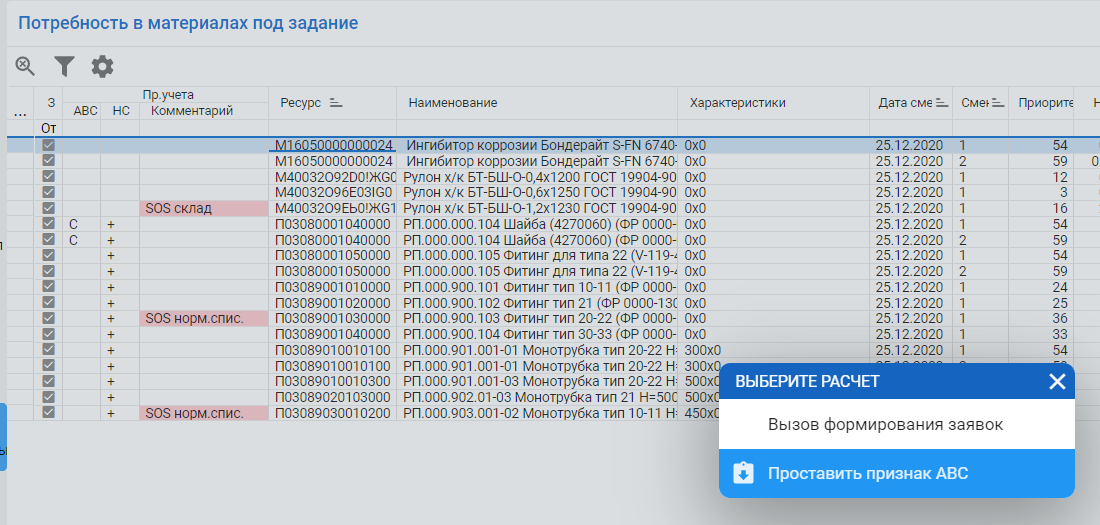 Потребность в материалах под задание
Пр.учета
... З АВС НС Комментарий Ресурс Наименование Характеристики Дата сме Смен Приорите Н
От
М16050000000024 Ингибитор коррозии Бондерайт S-FN 6740- 0x0 25.12.2020 1 54
М16050000000024 Ингибитор коррозии Бондерайт S-FN 6740- 0x0 25.12.2020 2 59 0
М40032О92D0!ЖG0 Рулон х/к БТ-БШ-О-0,4х1200 ГОСТ 19904-90 0x0 25.12.2020 1 12
М40032О96Е03IG0 Рулон х/к БТ-БШ-О-0,6х1250 ГОСТ 19904-90 0x0 25.12.2020 1 3
SOS склад М40032О9ЕЬ0!ЖG1 Рулон х/к БТ-БШ-О-1,2х1230 ГОСТ 19904-90 0x0 25.12.2020 1 16
С + П03080001040000 РП.000.000.104 Шайба (4270060) (ФР 0000- 0x0 25.12.2020 1 54
С + П03080001040000 РП.000.000.104 Шайба (4270060) (ФР 0000- 0x0 25.12.2020 2 59
+ П03080001050000 РП.000.000.105 Фитинг для типа 22 (V-119-4 0x0 25.12.2020 1 54
+ П03080001050000 РП.000.000.105 Фитинг для типа 22 (V-119-4 0x0 25.12.2020 2 59
+ П03089001010000 РП.000.900.101 Фитинг тип 10-11 (ФР 0000- 0x0 25.12.2020 1 24
+ П03089001020000 РП.000.900.102 Фитинг тип 21 (ФР 0000-130 0x0 25.12.2020 1 25
+ SOS норм.спис. П03089001030000 РП.000.900.103 Фитинг тип 20-22 (ФР 0000- 0x0 25.12.2020 1 36
+ П03089001040000 РП.000.900.104 Фитинг тип 30-33 (ФР 0000- 0x0 25.12.2020 1 33
+ П03089010010100 РП.000.901.001-01 Монотрубка тип 20-22 Н= 300x0 25.12.2020 1 54
+ П03089010010100 РП.000.901.001-01 Монотрубка тип 20-22 Н= 300x0
+ П03089010010300 РП.000.901.001-03 Монотрубка тип 20-22 Н= 500x0
+ П03089020103000 РП.000.902.01-03 Монотрубка тип 21 Н=500 500x0
+ SOS норм.спис. П03089030010200 РП.000.903.001-02 Монотрубка тип 10-11 Н= 450x0
ВЫБЕРИТЕ РАСЧЕТ
Вызов формирования заявок
Проставить признак АВС